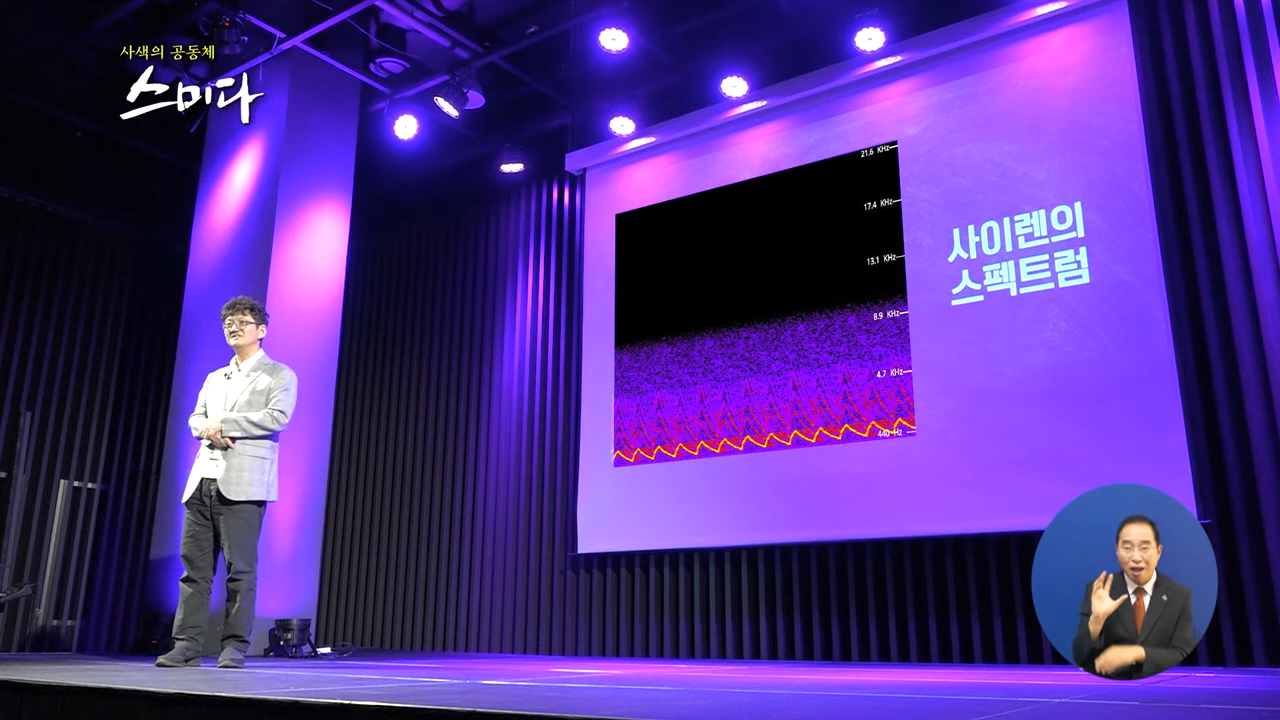 사색의 공동체
스미다
21.6 KHz
17.4 KHz
13.1 KHz
8.9 KHz
4.7 KHz
440 Hz
사이렌의
스펙트럼